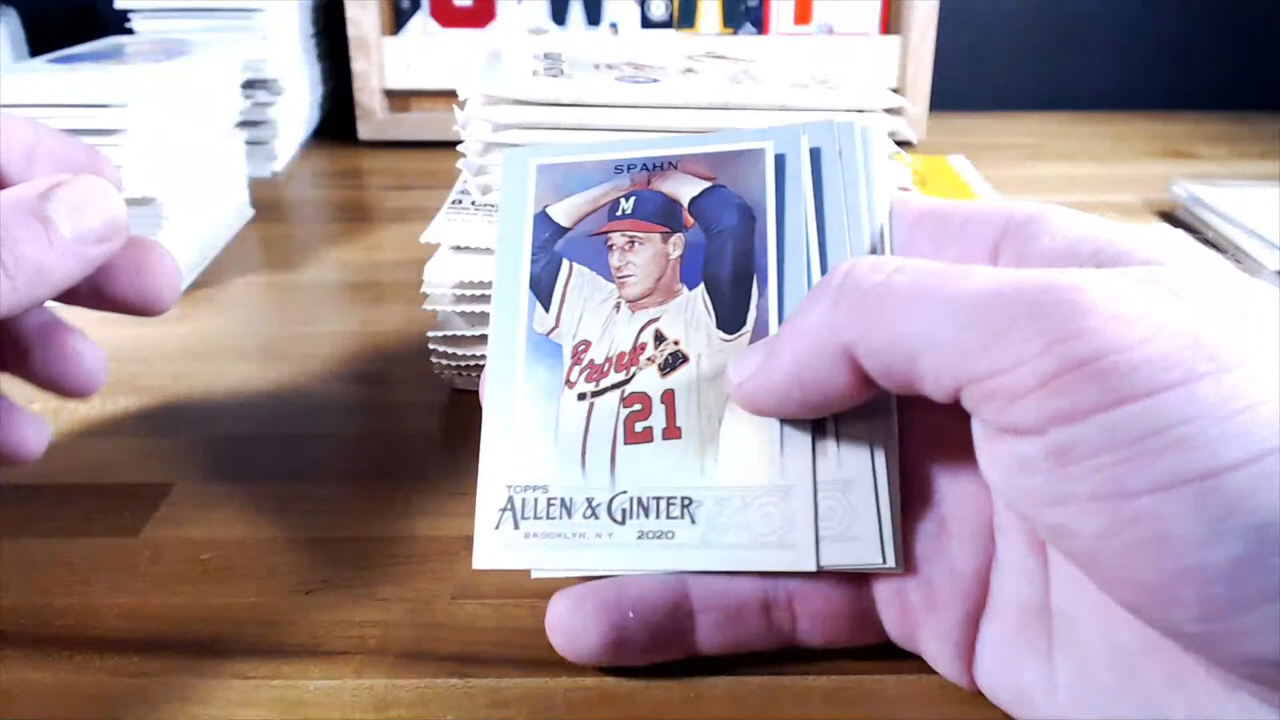 SPAHN
M
Braves
21
TOPPS
ALLEN & GINTER
BROOKLYN, N.Y. 2020